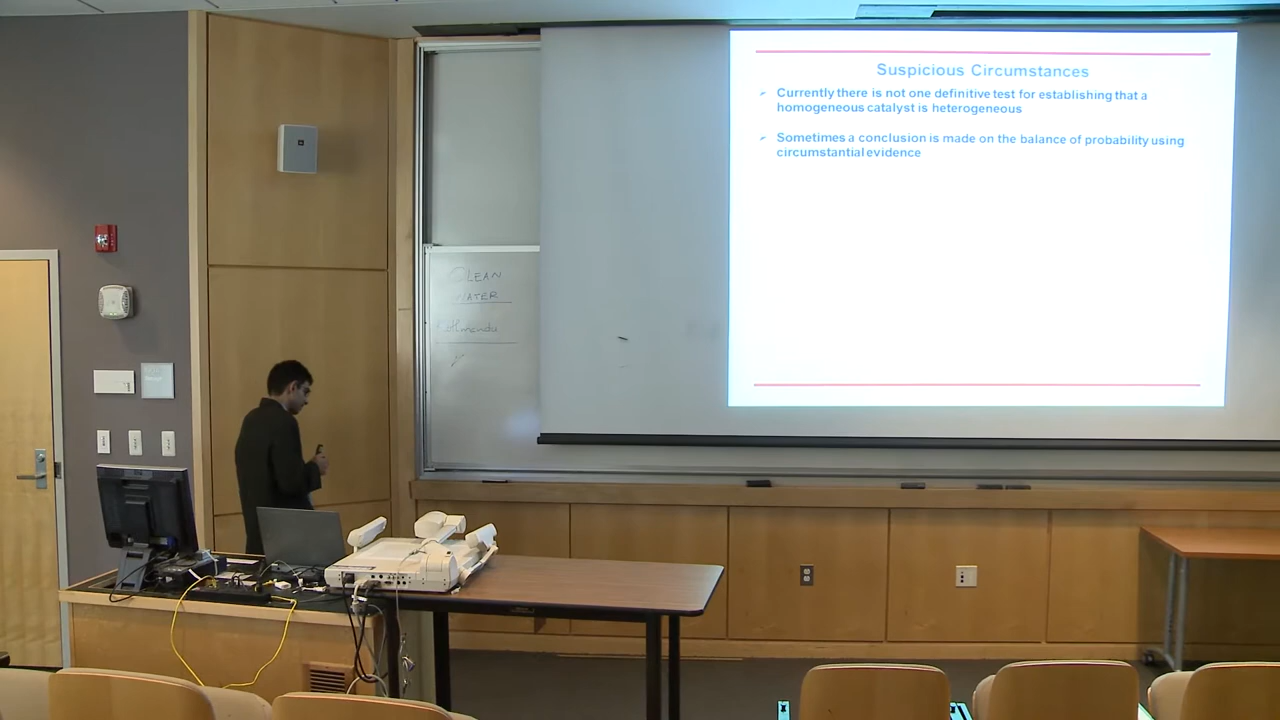 Suspicious Circumstances
Currently there is not one definitive test for establishing that a
homogeneous catalyst is heterogeneous
Sometimes a conclusion is made on the balance of probability using
circumstantial evidence
CLEAN
WATER